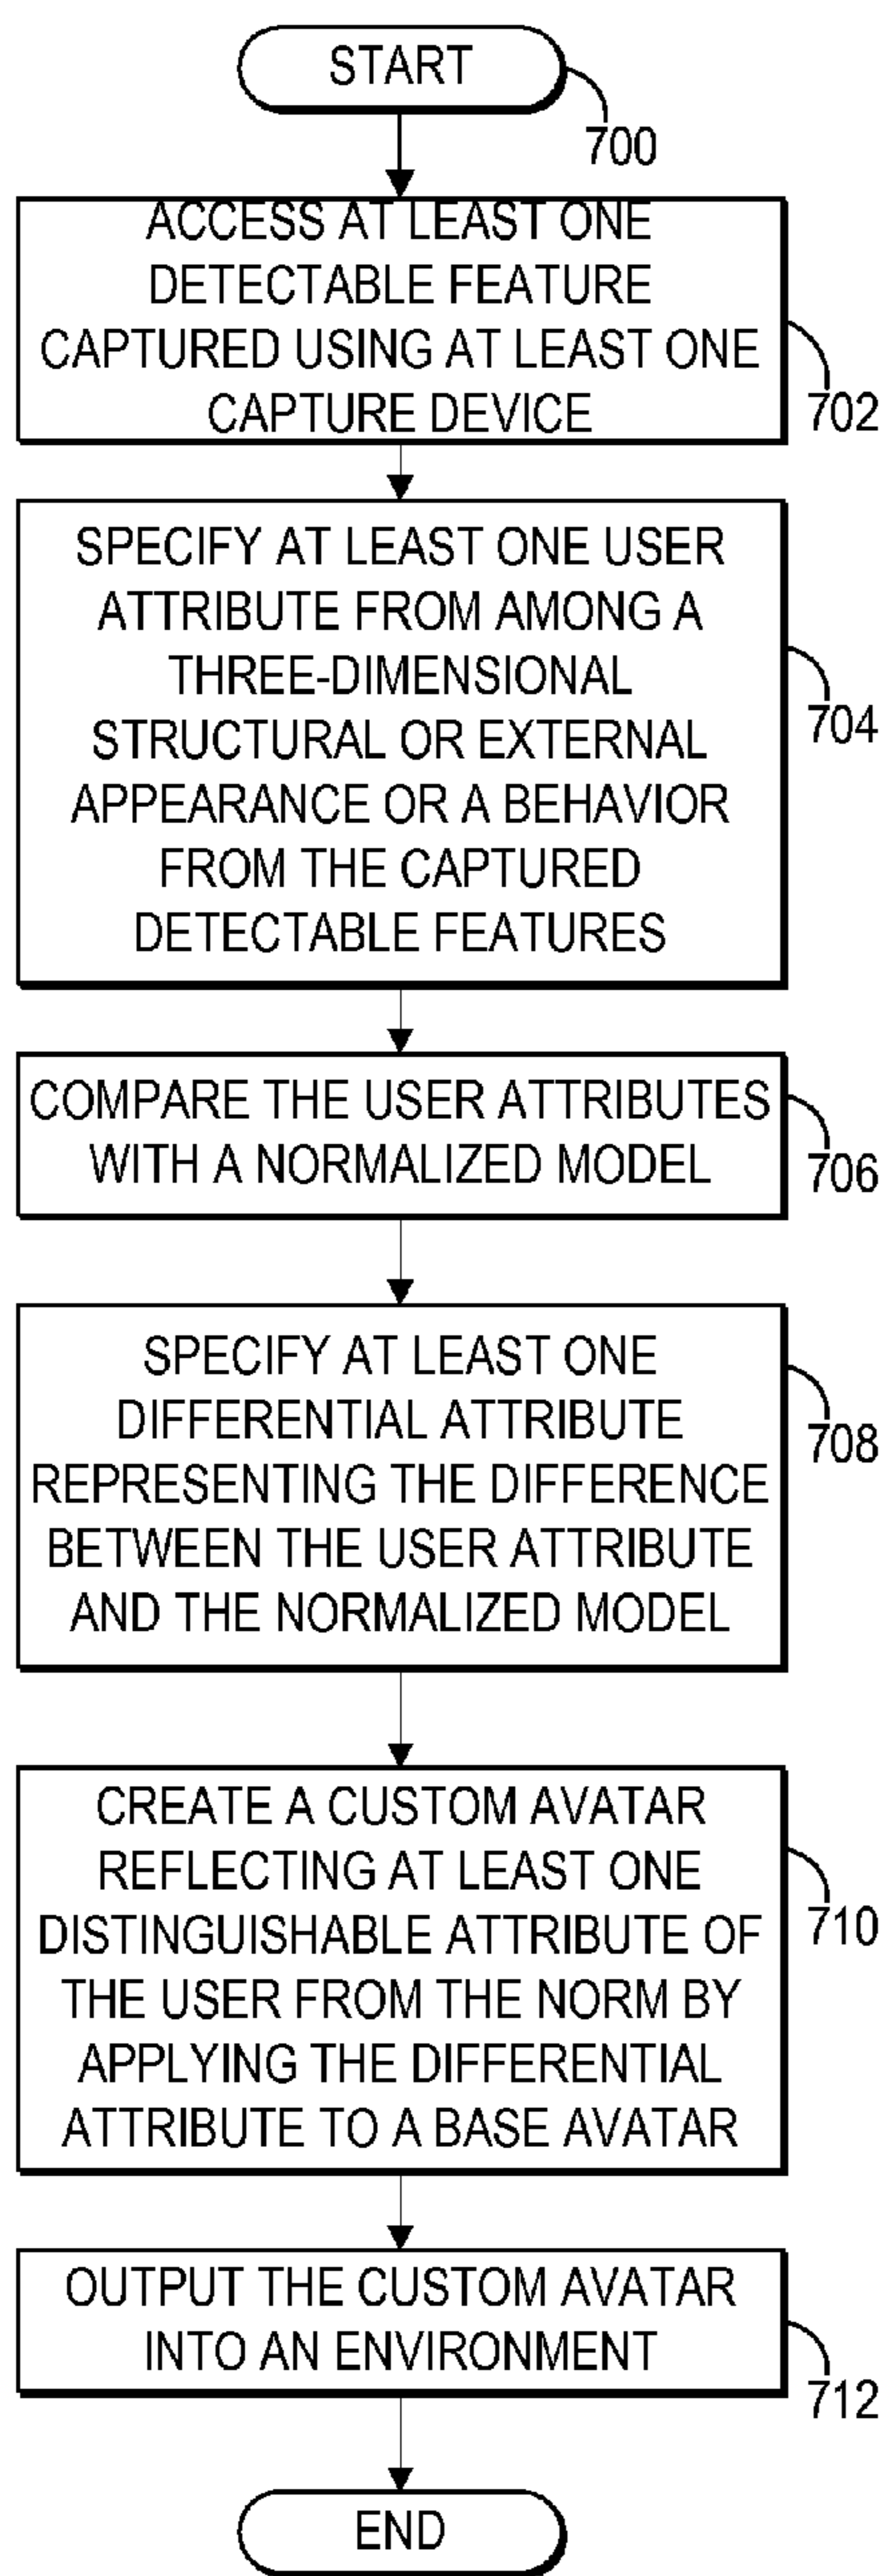 START
700
ACCESS AT LEAST ONE
DETECTABLE FEATURE
CAPTURED USING AT LEAST ONE
CAPTURE DEVICE
702
SPECIFY AT LEAST ONE USER
ATTRIBUTE FROM AMONG A
THREE-DIMENSIONAL
STRUCTURAL OR EXTERNAL
APPEARANCE OR A BEHAVIOR
FROM THE CAPTURED
DETECTABLE FEATURES
704
COMPARE THE USER ATTRIBUTES
WITH A NORMALIZED MODEL
706
SPECIFY AT LEAST ONE
DIFFERENTIAL ATTRIBUTE
REPRESENTING THE DIFFERENCE
BETWEEN THE USER ATTRIBUTE
AND THE NORMALIZED MODEL
708
CREATE A CUSTOM AVATAR
REFLECTING AT LEAST ONE
DISTINGUISHABLE ATTRIBUTE OF
THE USER FROM THE NORM BY
APPLYING THE DIFFERENTIAL
ATTRIBUTE TO A BASE AVATAR
710
OUTPUT THE CUSTOM AVATAR
INTO AN ENVIRONMENT
712
END